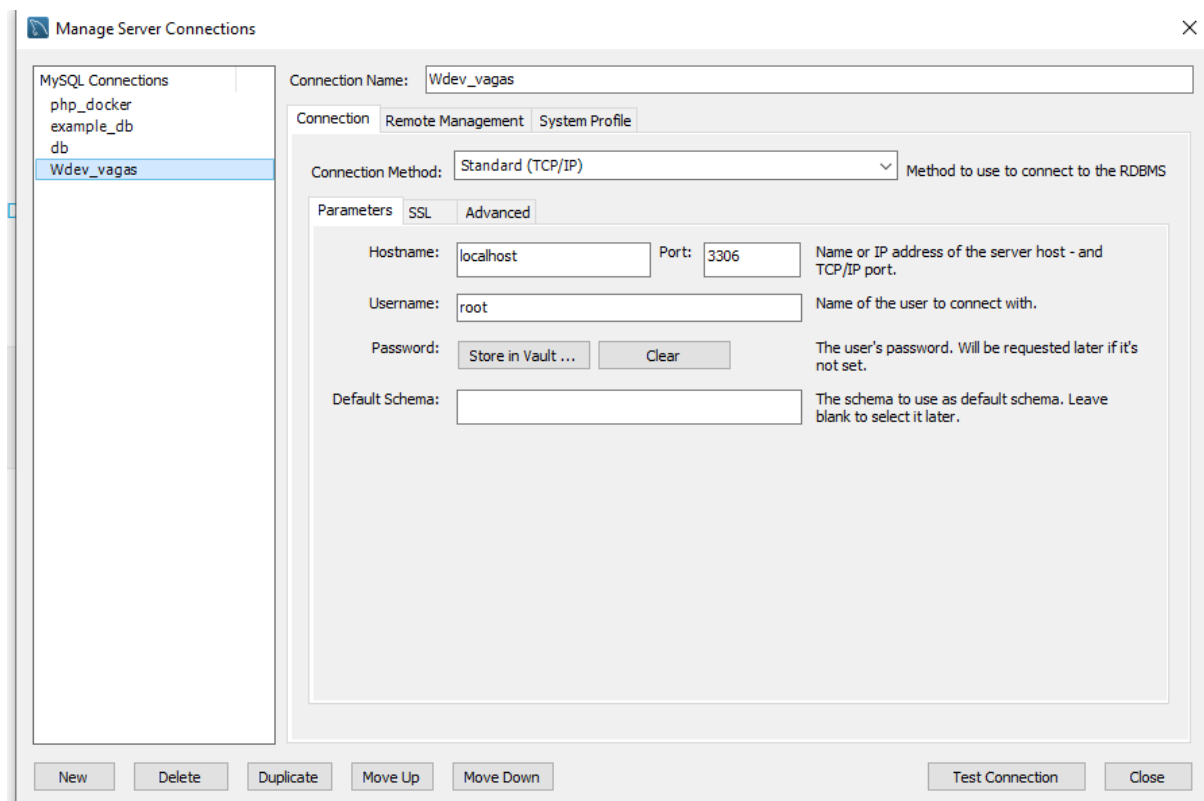 Manage Server Connections
MySQL Connections
php_docker
example_db
db
Wdev_vagas
Connection Name: Wdev_vagas
Connection Remote Management System Profile
Connection Method: Standard (TCP/IP) Method to use to connect to the RDBMS
Parameters SSL Advanced
Hostname: localhost Port: 3306 Name or IP address of the server host - and
TCP/IP port.
Username: root Name of the user to connect with.
Password: Store in Vault ... Clear The user's password. Will be requested later if it's
not set.
Default Schema: The schema to use as default schema. Leave
blank to select it later.
New Delete Duplicate Move Up Move Down Test Connection Close